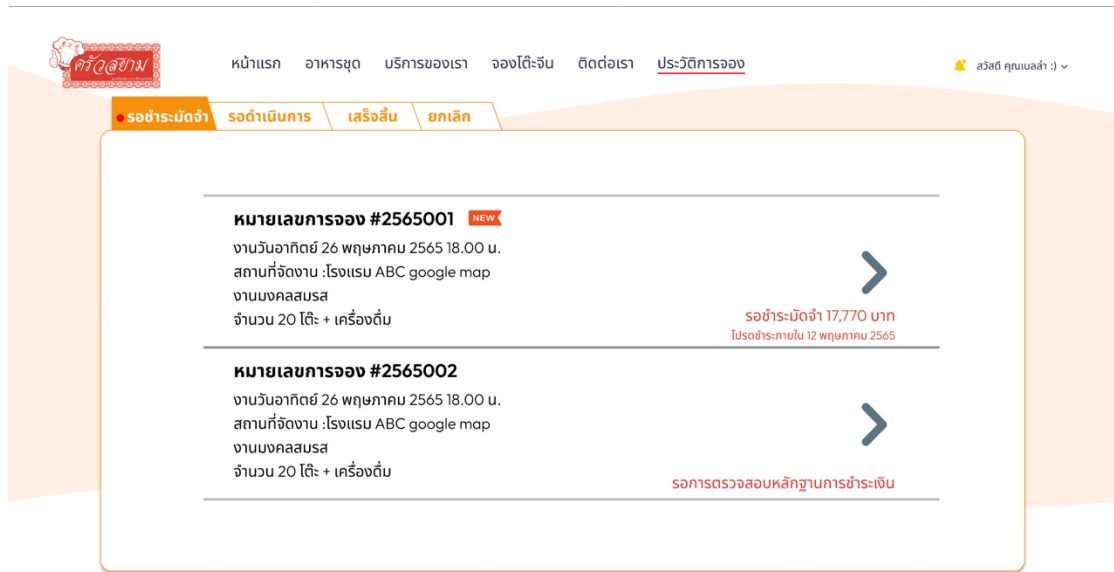 ครัวสยาม
หน้าแรก อาหารชุด บริการของเรา จองโต๊ะจีน ติดต่อเรา ประวัติการจอง
สวัสดี คุณเบลล่า :)
รอชำระมัดจำ รอดำเนินการ เสร็จสิ้น ยกเลิก
หมายเลขการจอง #2565001 NEW
งานวันอาทิตย์ 26 พฤษภาคม 2565 18.00 น.
สถานที่จัดงาน :โรงแรม ABC google map
งานมงคลสมรส
จำนวน 20 โต๊ะ + เครื่องดื่ม
รอชำระมัดจำ 17,770 บาท
โปรดชำระภายใน 12 พฤษภาคม 2565
หมายเลขการจอง #2565002
งานวันอาทิตย์ 26 พฤษภาคม 2565 18.00 น.
สถานที่จัดงาน :โรงแรม ABC google map
งานมงคลสมรส
จำนวน 20 โต๊ะ + เครื่องดื่ม
รอการตรวจสอบหลักฐานการชำระเงิน